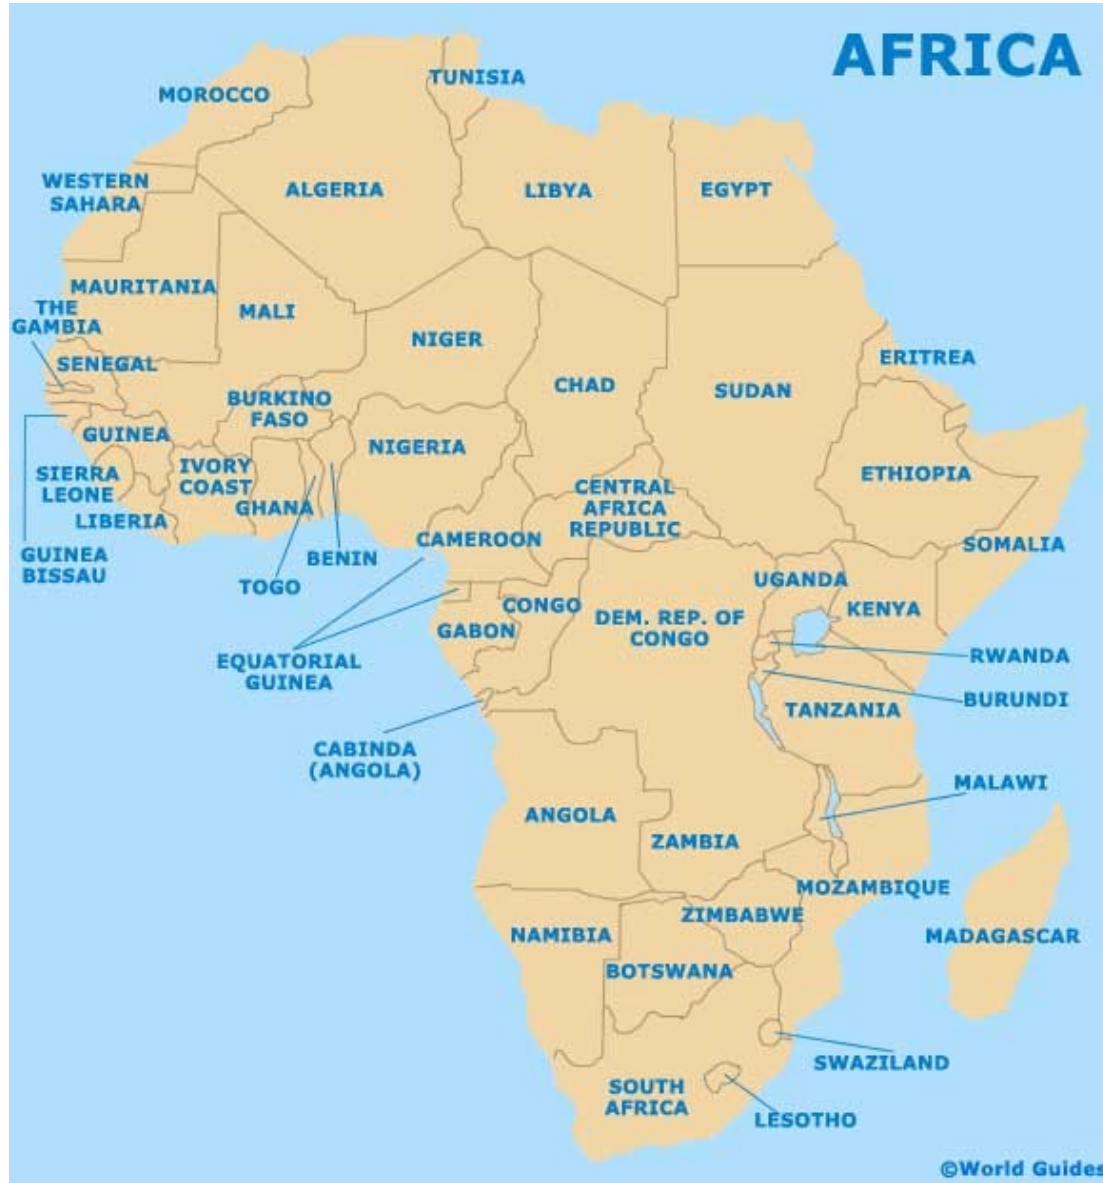 AFRICA
TUNISIA
MOROCCO
WESTERN
SAHARA
ALGERIA
LIBYA
EGYPT
MAURITANIA
THE
GAMBIA
MALI
NIGER
SENEGAL
CHAD
SUDAN
ERITREA
BURKINO
FASO
GUINEA
NIGERIA
IVORY
COAST
SIERRA
LEONE
GHANA
LIBERIA
CENTRAL
AFRICA
REPUBLIC
ETHIOPIA
GUINEA
BISSAU
BENIN
TOGO
CAMEROON
SOMALIA
UGANDA
KENYA
CONGO
DEM. REP. OF
CONGO
GABON
EQUATORIAL
GUINEA
RWANDA
BURUNDI
TANZANIA
CABINDA
(ANGOLA)
MALAWI
ANGOLA
ZAMBIA
MOZAMBIQUE
ZIMBABWE
NAMIBIA
MADAGASCAR
BOTSWANA
SWAZILAND
SOUTH
AFRICA
LESOTHO
©World Guides